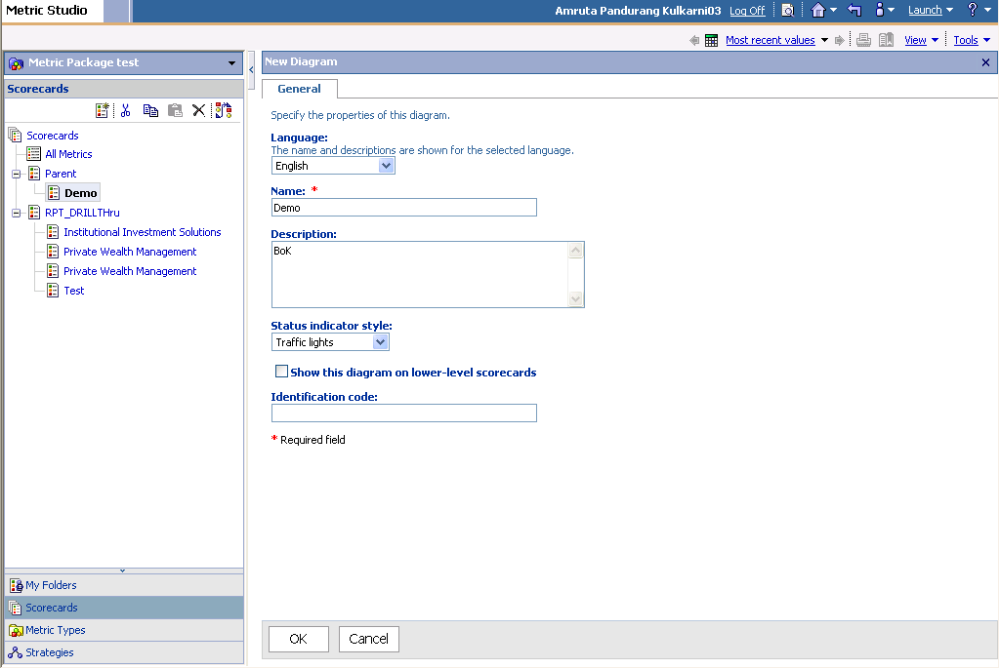 Metric Studio
Amruta Pandurang Kulkarni03 Log Off Launch ?
Most recent values View Tools
Metric Package test
Scorecards
Scorecards
All Metrics
Parent
Demo
RPT_DRILLTHru
Institutional Investment Solutions
Private Wealth Management
Private Wealth Management
Test
My Folders
Scorecards
Metric Types
Strategies
New Diagram
General
Specify the properties of this diagram.
Language:
The name and descriptions are shown for the selected language.
English
Name: *
Demo
Description:
BoK
Status indicator style:
Traffic lights
Show this diagram on lower-level scorecards
Identification code:
* Required field
OK Cancel